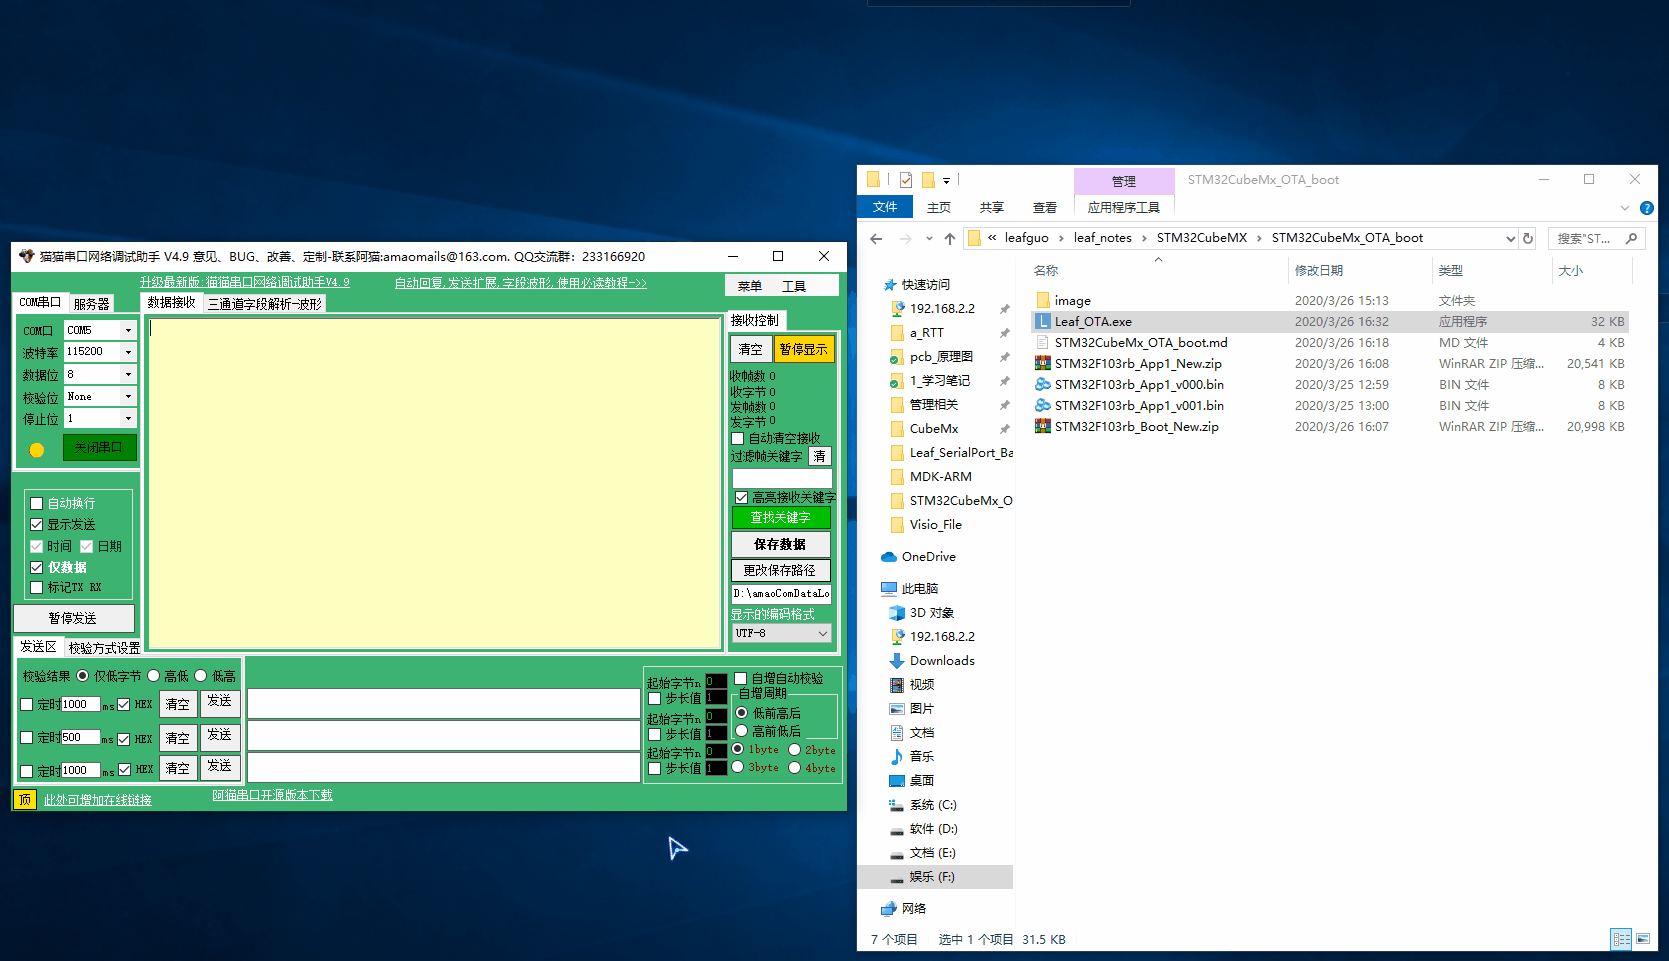 猫猫串口网络调试助手 V4.9 意见、BUG、改善、定制-联系阿猫:amaomails@163.com. QQ交流群: 233166920
升级最新版:猫猫串口网络调试助手V4.9
自动回复,发送扩展,字段波形,使用必读教程-->>
菜单 工具
COM串口 服务器
数据接收 三通道字段解析-波形
COM口 COM5
波特率 115200
数据位 8
校验位 None
停止位 1
关闭串口
自动换行
显示发送
时间 日期
仅数据
标记TX RX
暂停发送
接收控制
清空 暂停显示
收帧数 0
收字节 0
发帧数 0
发字节 0
自动清空接收
过滤帧关键字 清
高亮接收关键字
查找关键字
保存数据
更改保存路径
D:\amaoComDataLo
显示的编码格式
UTF-8
发送区 校验方式设置
校验结果 仅低字节 高低 低高
定时 1000 ms HEX 清空 发送
定时 500 ms HEX 清空 发送
定时 1000 ms HEX 清空 发送
起始字节n 0
步长值 1
起始字节n 0
步长值 1
起始字节n 0
步长值 1
自增自动校验
自增周期
低前高后
高前低后
1byte 2byte
3byte 4byte
顶 此处可增加在线链接
阿猫串口开源版本下载
管理 STM32CubeMx_OTA_boot
文件 主页 共享 查看 应用程序工具
« leafguo › leaf_notes › STM32CubeMX › STM32CubeMx_OTA_boot
搜索"ST...
快速访问
192.168.2.2
a_RTT
pcb_原理图
1_学习笔记
管理相关
CubeMx
Leaf_SerialPort_Ba
MDK-ARM
STM32CubeMx_O
Visio_File
OneDrive
此电脑
3D 对象
192.168.2.2
Downloads
视频
图片
文档
音乐
桌面
系统 (C:)
软件 (D:)
文档 (E:)
娱乐 (F:)
网络
名称 修改日期 类型 大小
image 2020/3/26 15:13 文件夹
Leaf_OTA.exe 2020/3/26 16:32 应用程序 32 KB
STM32CubeMx_OTA_boot.md 2020/3/26 16:18 MD 文件 4 KB
STM32F103rb_App1_New.zip 2020/3/26 16:08 WinRAR ZIP 压缩... 20,541 KB
STM32F103rb_App1_v000.bin 2020/3/25 12:59 BIN 文件 8 KB
STM32F103rb_App1_v001.bin 2020/3/25 13:00 BIN 文件 8 KB
STM32F103rb_Boot_New.zip 2020/3/26 16:07 WinRAR ZIP 压缩... 20,998 KB
7 个项目 选中 1 个项目 31.5 KB